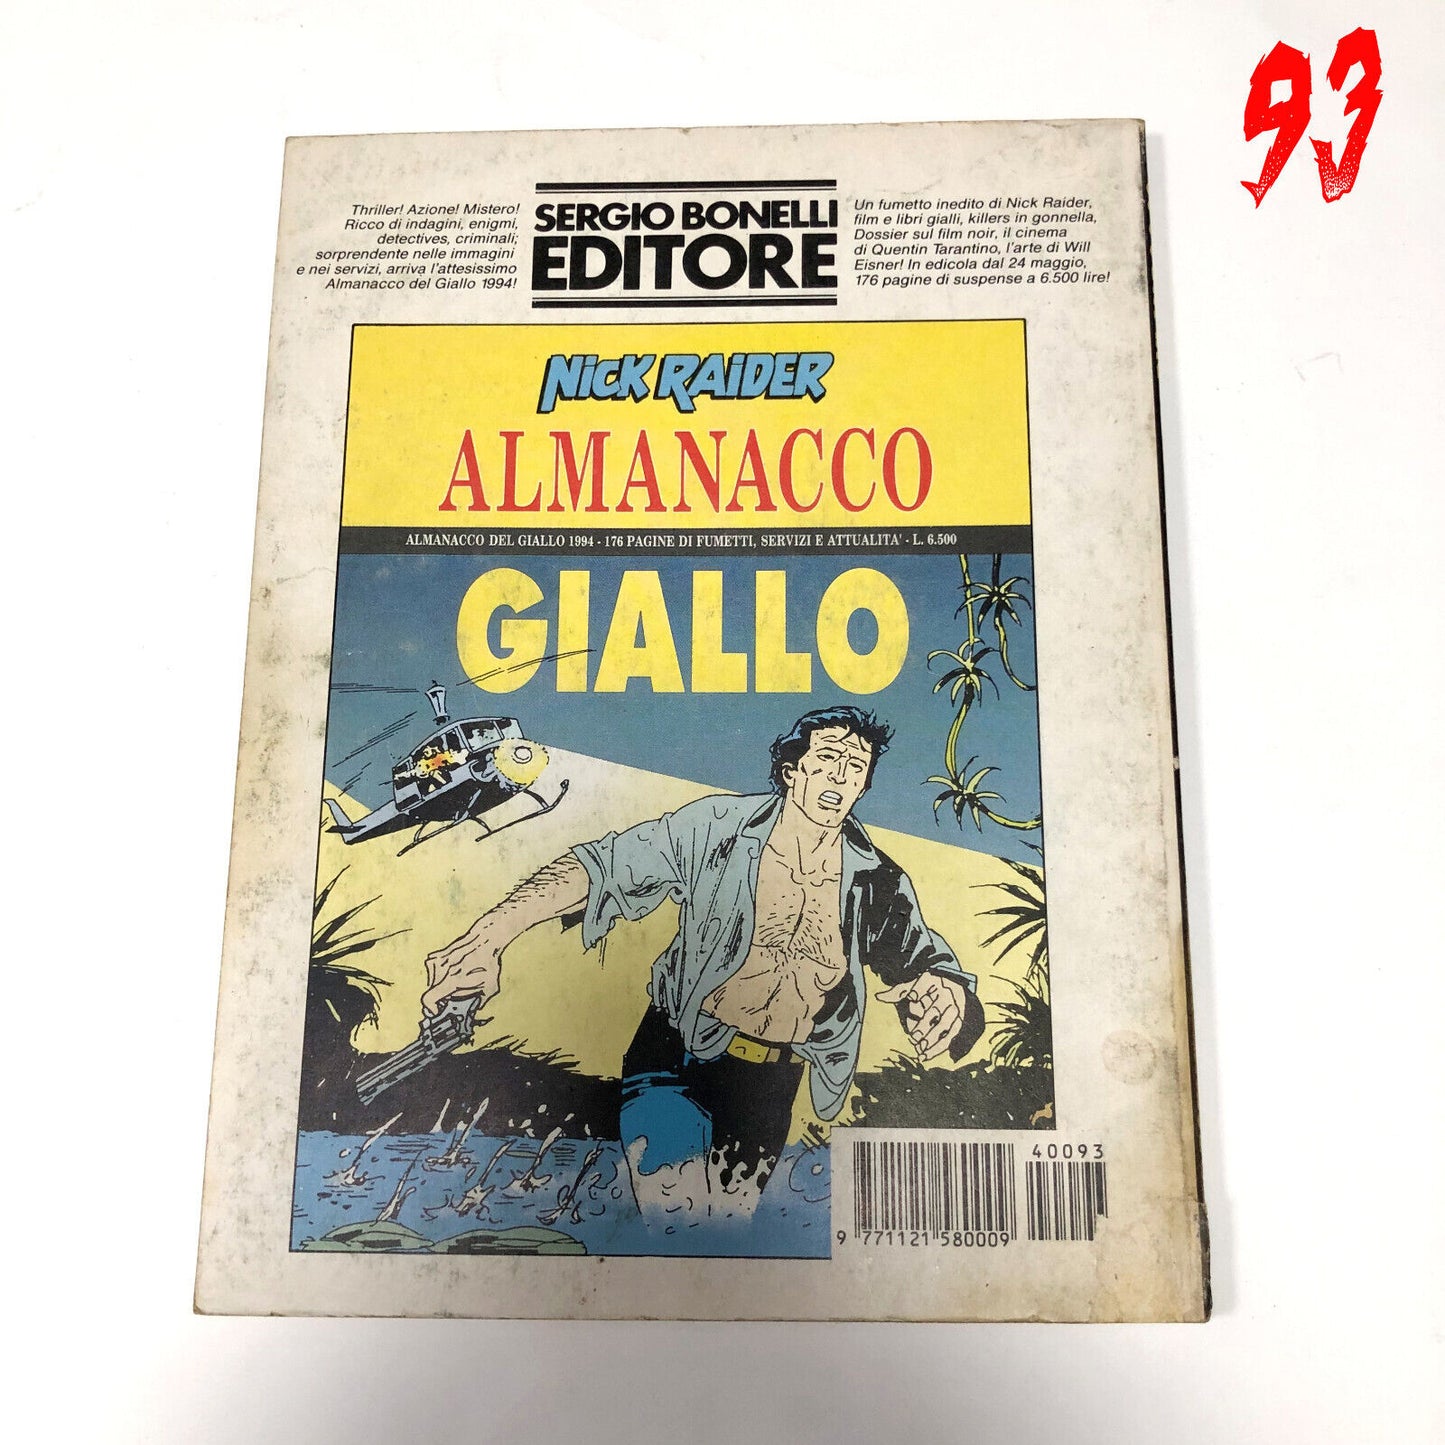 93
Thriller! Azione! Mistero!
Ricco di indagini, enigmi,
detectives, criminali;
sorprendente nelle immagini
e nei servizi, arriva l'attesissimo
Almanacco del Giallo 1994!
SERGIO BONELLI
EDITORE
Un fumetto inedito di Nick Raider,
film e libri gialli, killers in gonnella,
Dossier sul film noir, il cinema
di Quentin Tarantino, l'arte di Will
Eisner! In edicola dal 24 maggio,
176 pagine di suspense a 6.500 lire!
NICK RAIDER
ALMANACCO
ALMANACCO DEL GIALLO 1994 - 176 PAGINE DI FUMETTI, SERVIZI E ATTUALITA' - L. 6.500
GIALLO
40093
9 771121 580009